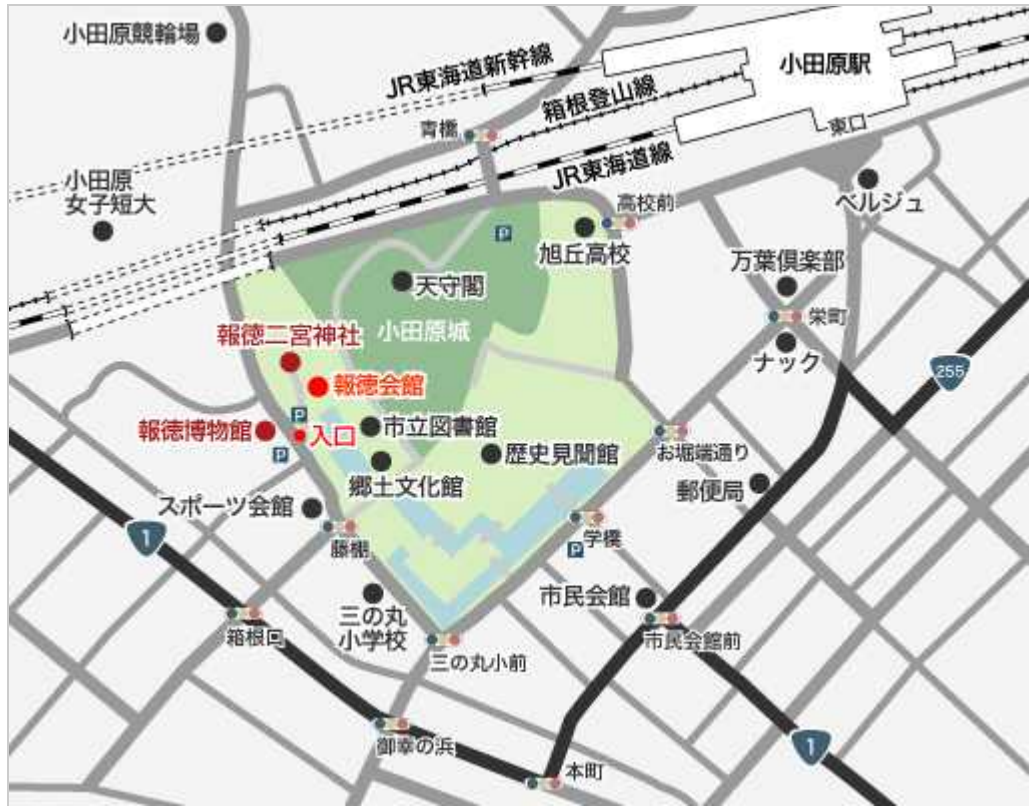 小田原競輪場
JR東海道新幹線
小田原駅
箱根登山線
青橋
東口
JR東海道線
小田原
女子短大
高校前
ベルジュ
P
旭丘高校
万葉倶楽部
天守閣
栄町
報徳二宮神社
小田原城
ナック
255
報徳会館
P
報徳博物館
入口
市立図書館
P
お堀端通り
歴史見聞館
郷土文化館
郵便局
スポーツ会館
1
藤棚
学橋
P
三の丸
小学校
市民会館
箱根口
三の丸小前
市民会館前
御幸の浜
1
本町